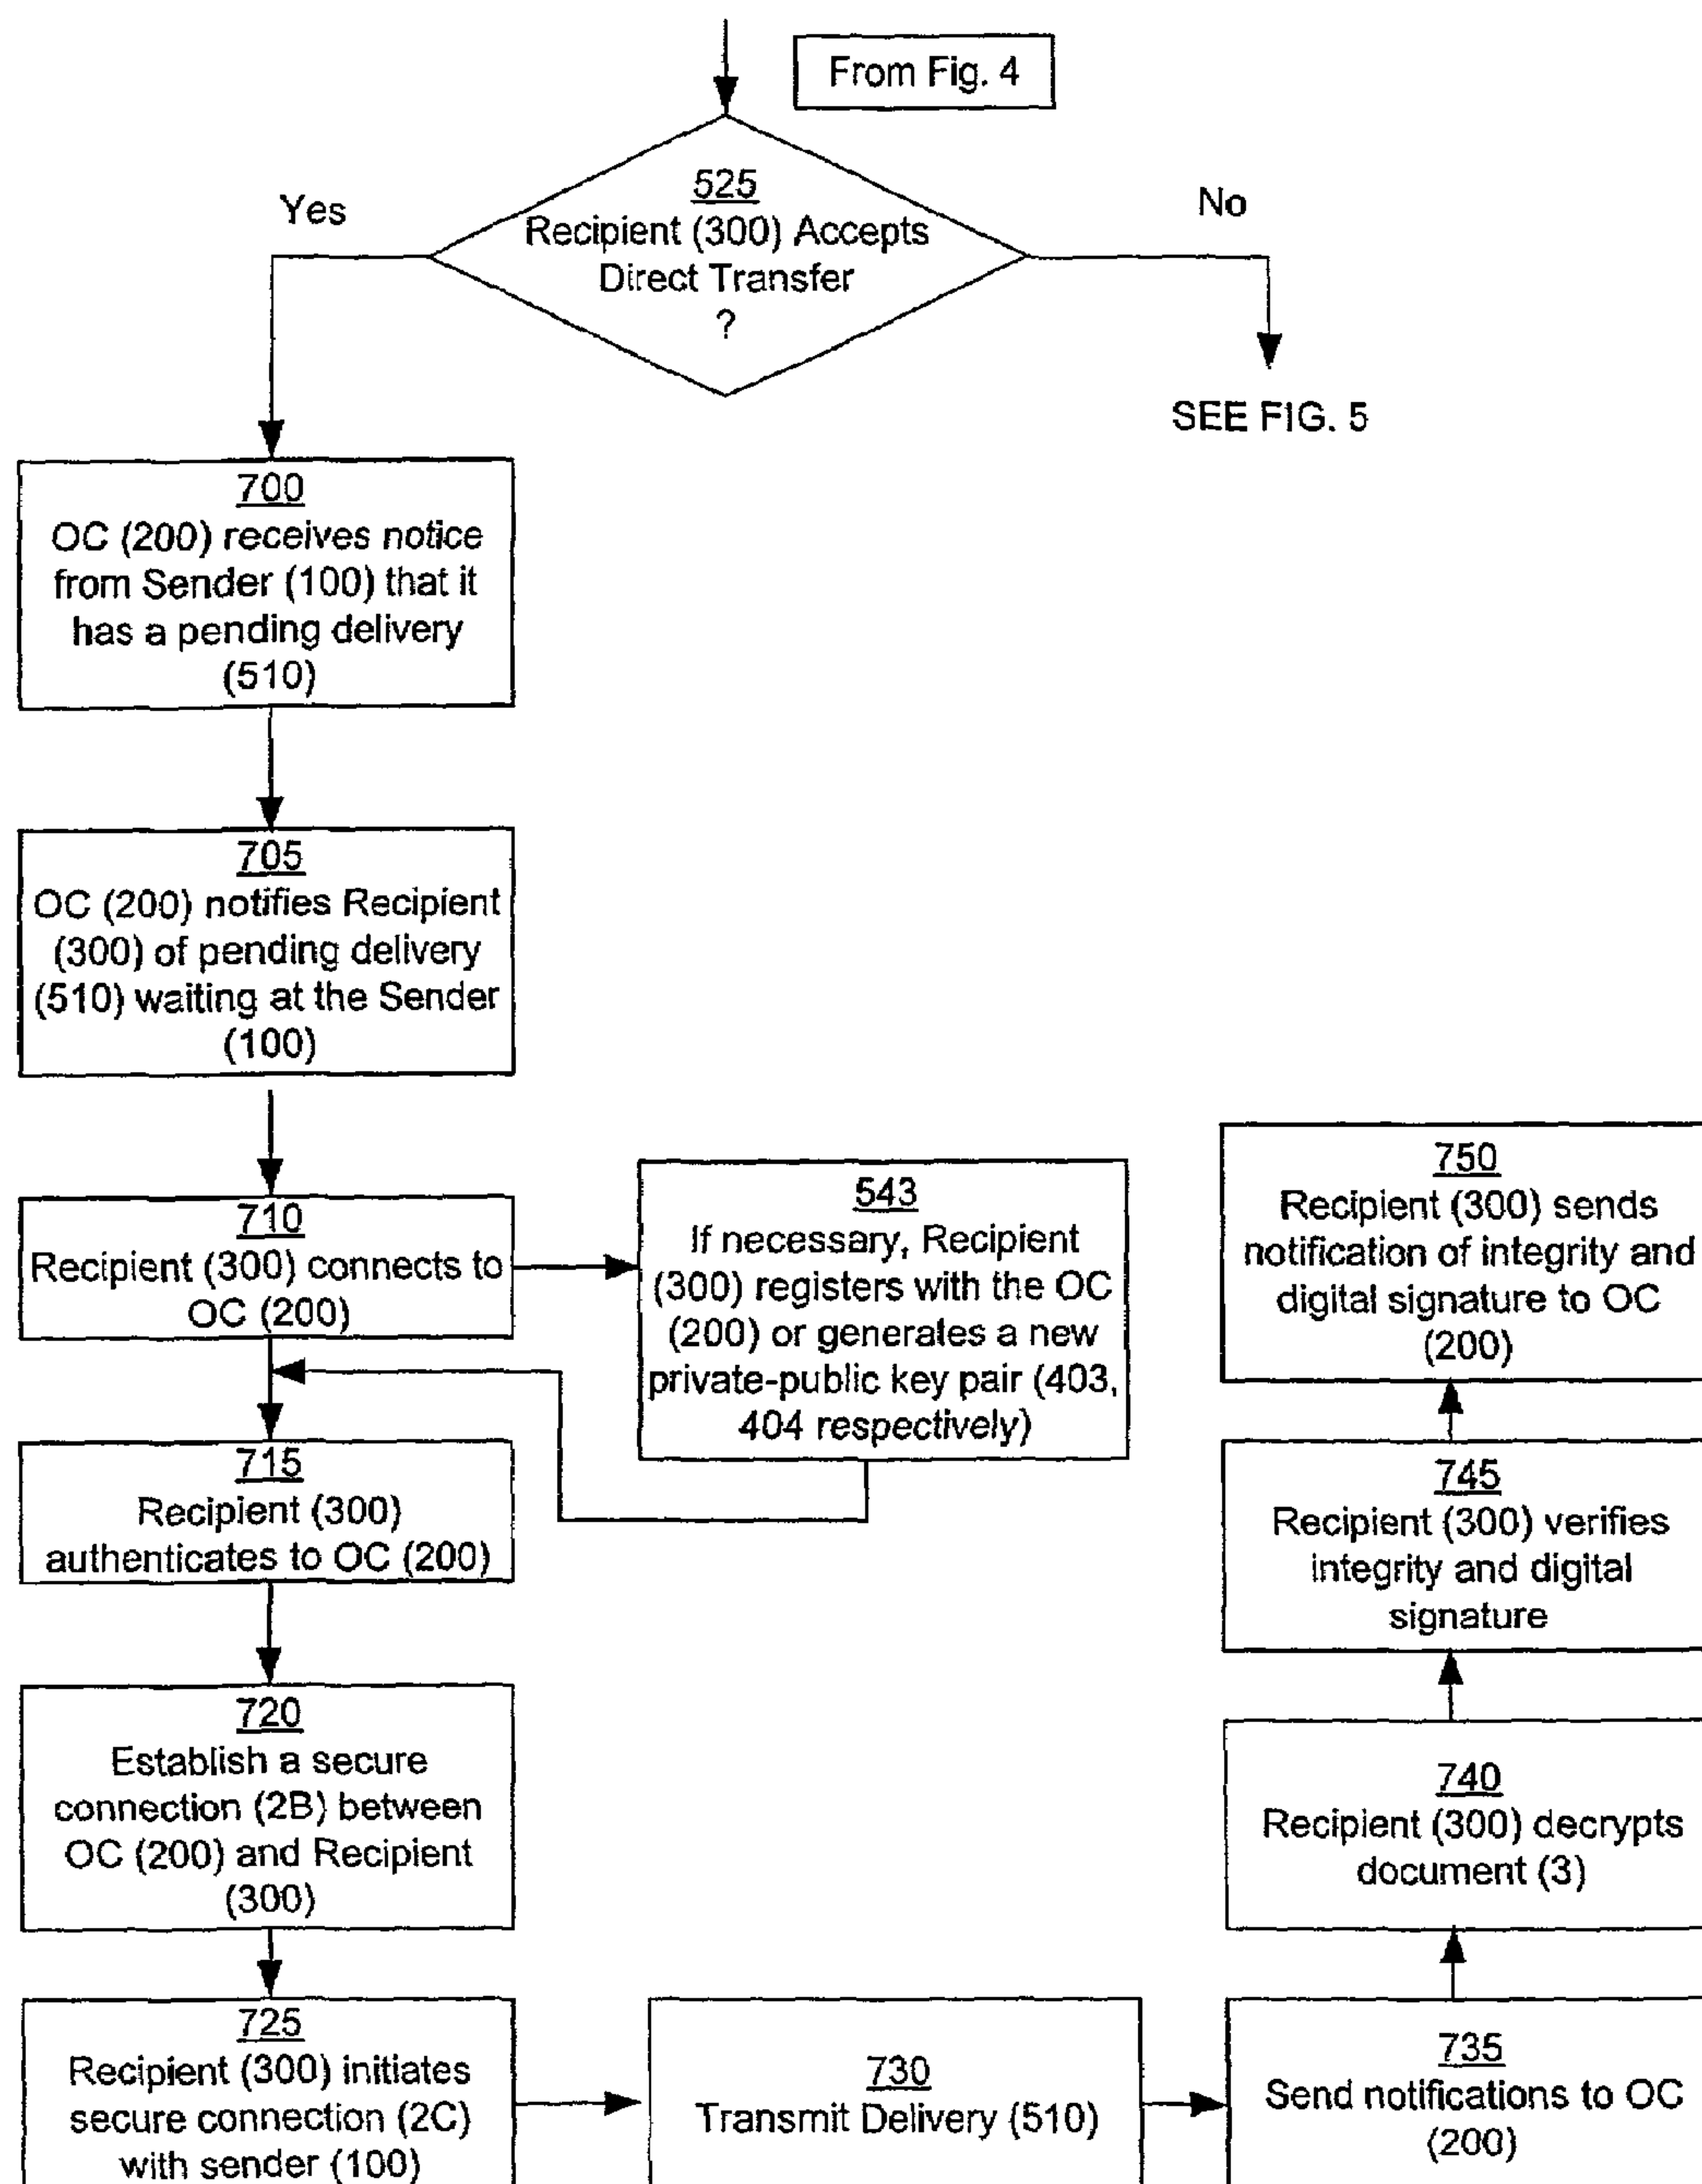 From Fig. 4
525
Recipient (300) Accepts
Direct Transfer
?
Yes
No
SEE FIG. 5
700
OC (200) receives notice
from Sender (100) that it
has a pending delivery
(510)
705
OC (200) notifies Recipient
(300) of pending delivery
(510) waiting at the Sender
(100)
710
Recipient (300) connects to
OC (200)
543
If necessary, Recipient
(300) registers with the OC
(200) or generates a new
private-public key pair (403,
404 respectively)
715
Recipient (300)
authenticates to OC (200)
720
Establish a secure
connection (2B) between
OC (200) and Recipient
(300)
725
Recipient (300) initiates
secure connection (2C)
with sender (100)
730
Transmit Delivery (510)
735
Send notifications to OC
(200)
740
Recipient (300) decrypts
document (3)
745
Recipient (300) verifies
integrity and digital
signature
750
Recipient (300) sends
notification of integrity and
digital signature to OC
(200)